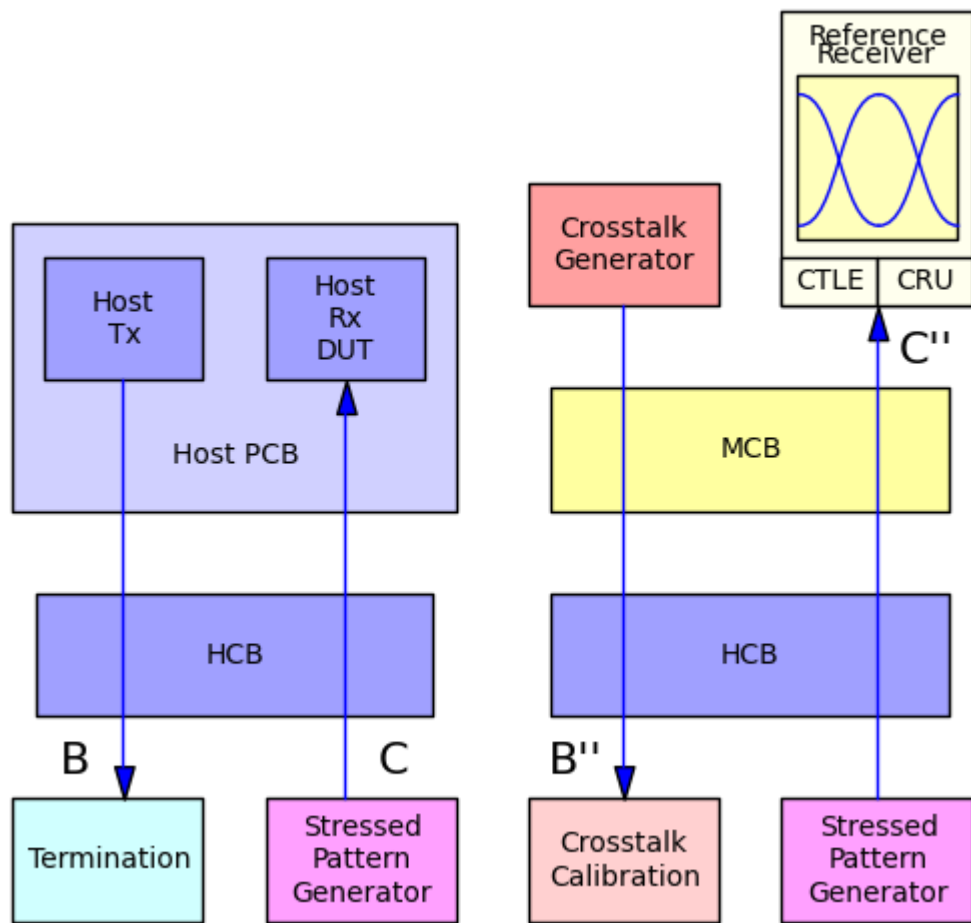 Reference
Receiver
CTLE
CRU
C''
Crosstalk
Generator
Host
Tx
Host
Rx
DUT
Host PCB
MCB
HCB
HCB
B
C
B''
Termination
Stressed
Pattern
Generator
Crosstalk
Calibration
Stressed
Pattern
Generator